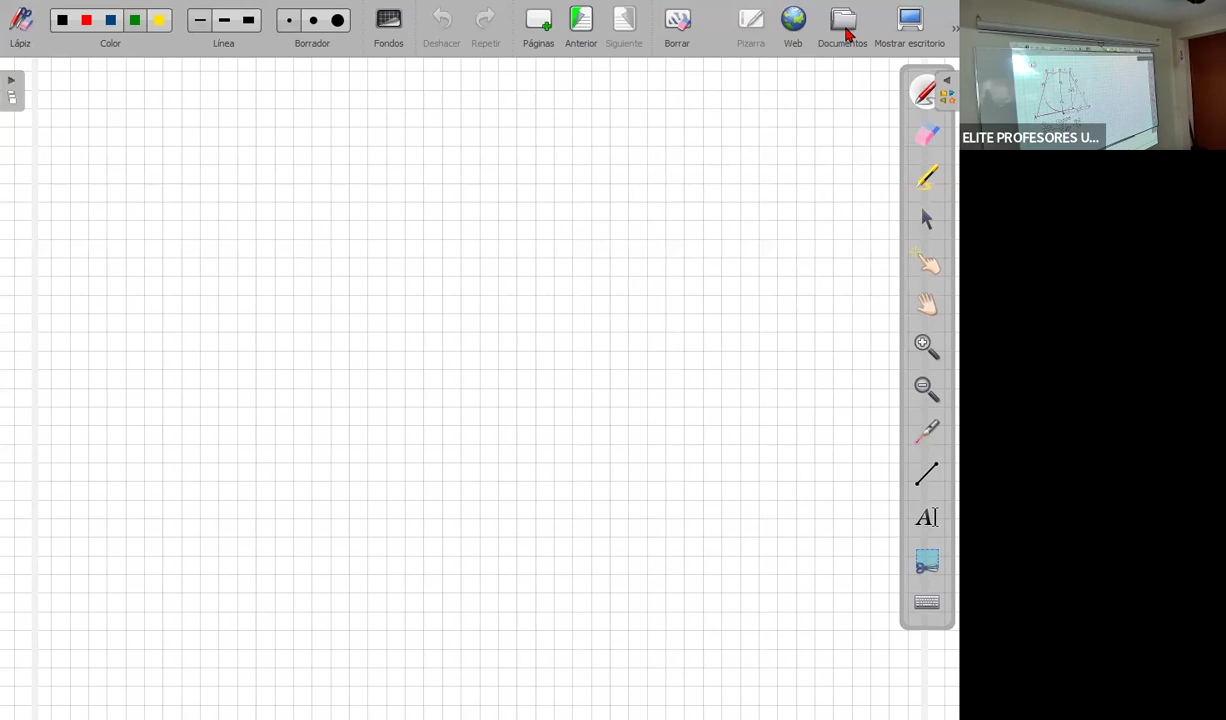 Lápiz
Color
Línea
Borrador
Fondos
Deshacer
Repetir
Páginas
Anterior
Siguiente
Borrar
Pizarra
Web
Documentos
Mostrar escritorio
ELITE PROFESORES U...